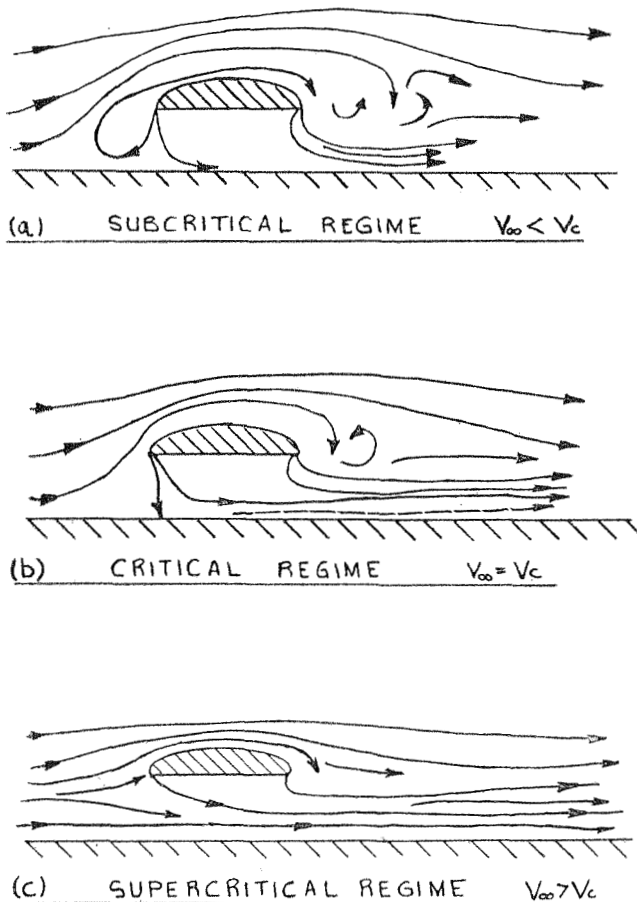 (a) SUBCRITICAL REGIME V∞ < Vc
(b) CRITICAL REGIME V∞ = Vc
(c) SUPERCRITICAL REGIME V∞ > Vc